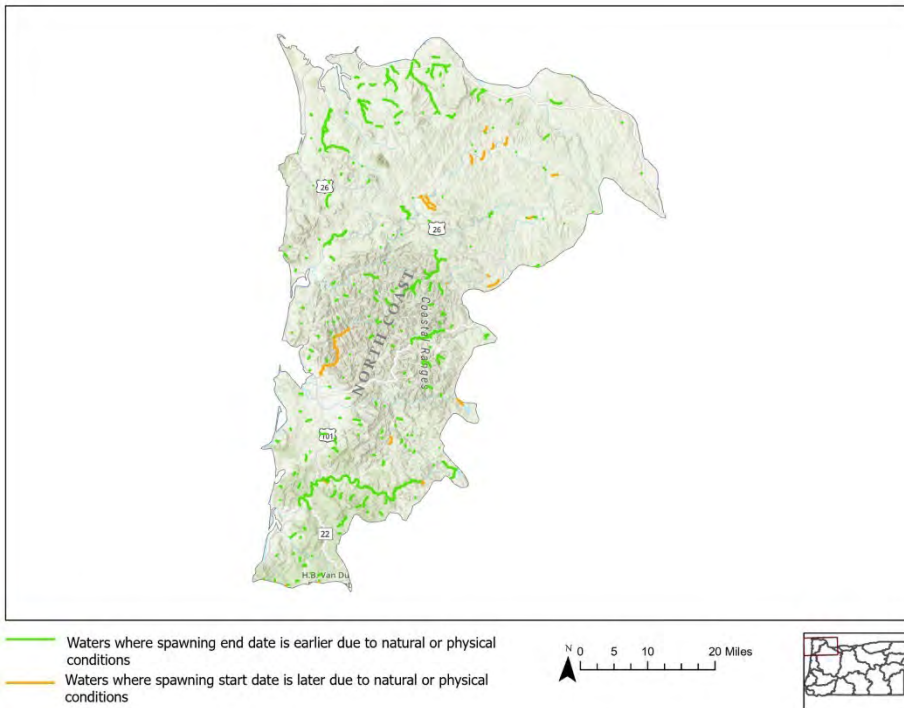 26
26
NORTH COAST
Coastal Ranges
101
22
H.B. Van Du
Waters where spawning end date is earlier due to natural or physical
conditions
Waters where spawning start date is later due to natural or physical
conditions
N
0 5 10 20 Miles